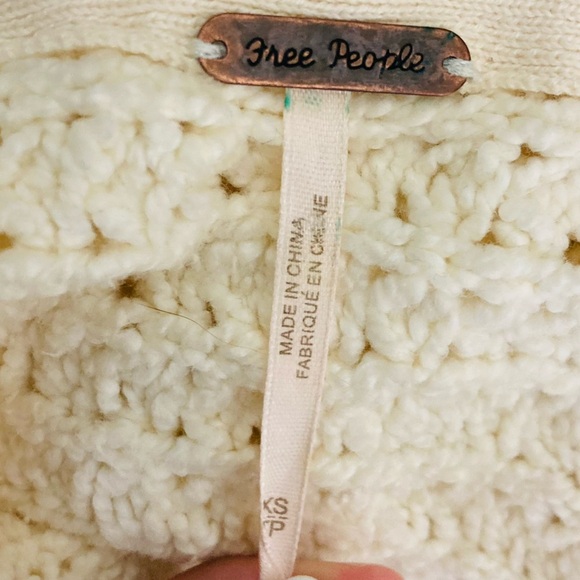 Free People
MADE IN CHINA
FABRIQUÉ EN CHINE
P/S